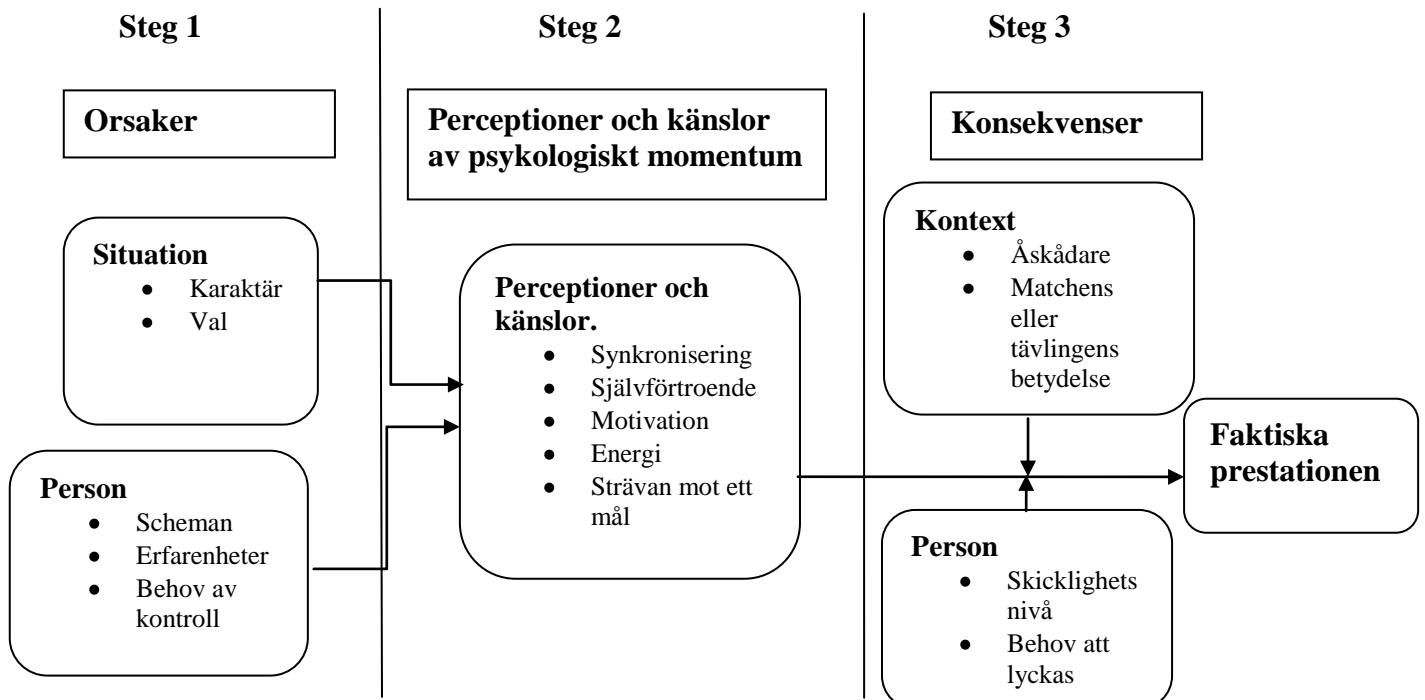 Steg 1
Steg 2
Steg 3
Orsaker
Perceptioner och känslor
av psykologiskt momentum
Konsekvenser
Situation
● Karaktär
● Val
Person
● Scheman
● Erfarenheter
● Behov av
kontroll
Perceptioner och
känslor.
● Synkronisering
● Självförtroende
● Motivation
● Energi
● Strävan mot ett
mål
Kontext
● Åskådare
● Matchens
eller
tävlingens
betydelse
Person
● Skicklighets
nivå
● Behov att
lyckas
Faktiska
prestationen